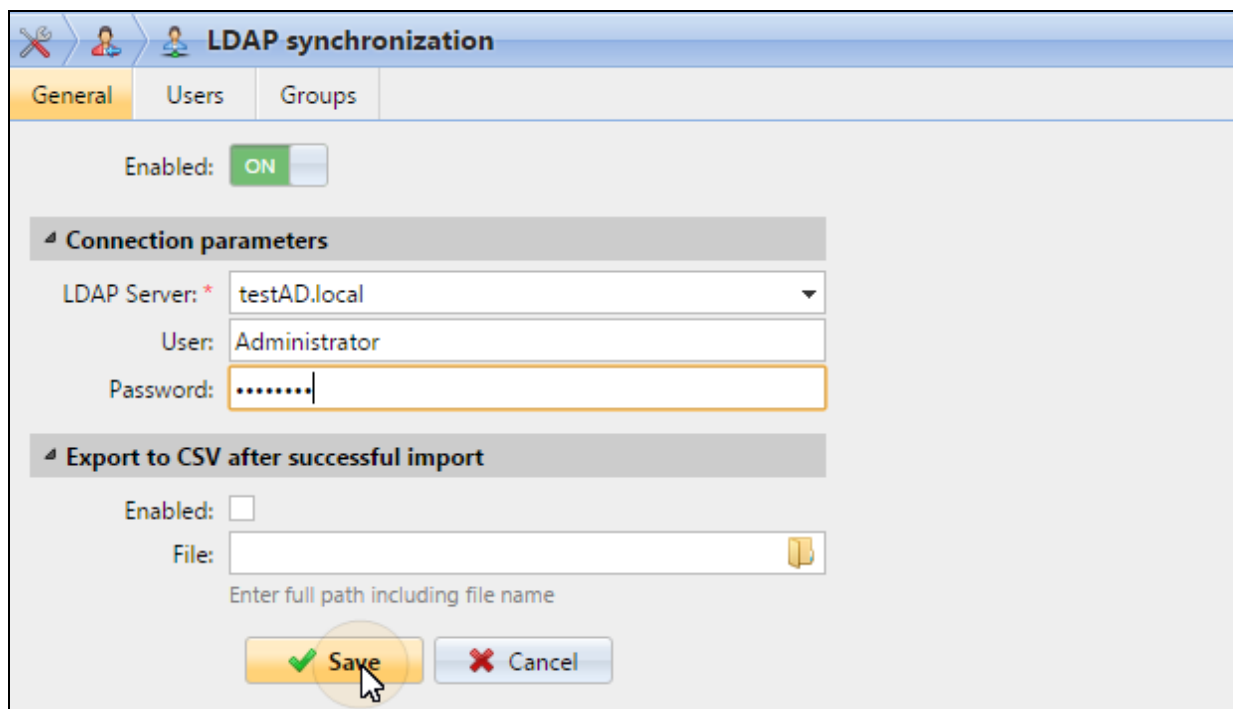 LDAP synchronization
General Users Groups
Enabled: ON
Connection parameters
LDAP Server: * testAD.local
User: Administrator
Password: ••••••••
Export to CSV after successful import
Enabled:
File:
Enter full path including file name
Save Cancel